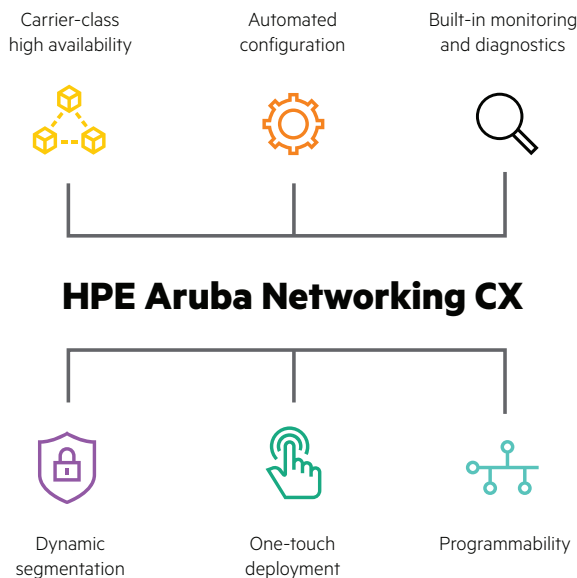 Carrier-class
high availability
Automated
configuration
Built-in monitoring
and diagnostics
HPE Aruba Networking CX
Dynamic
segmentation
One-touch
deployment
Programmability